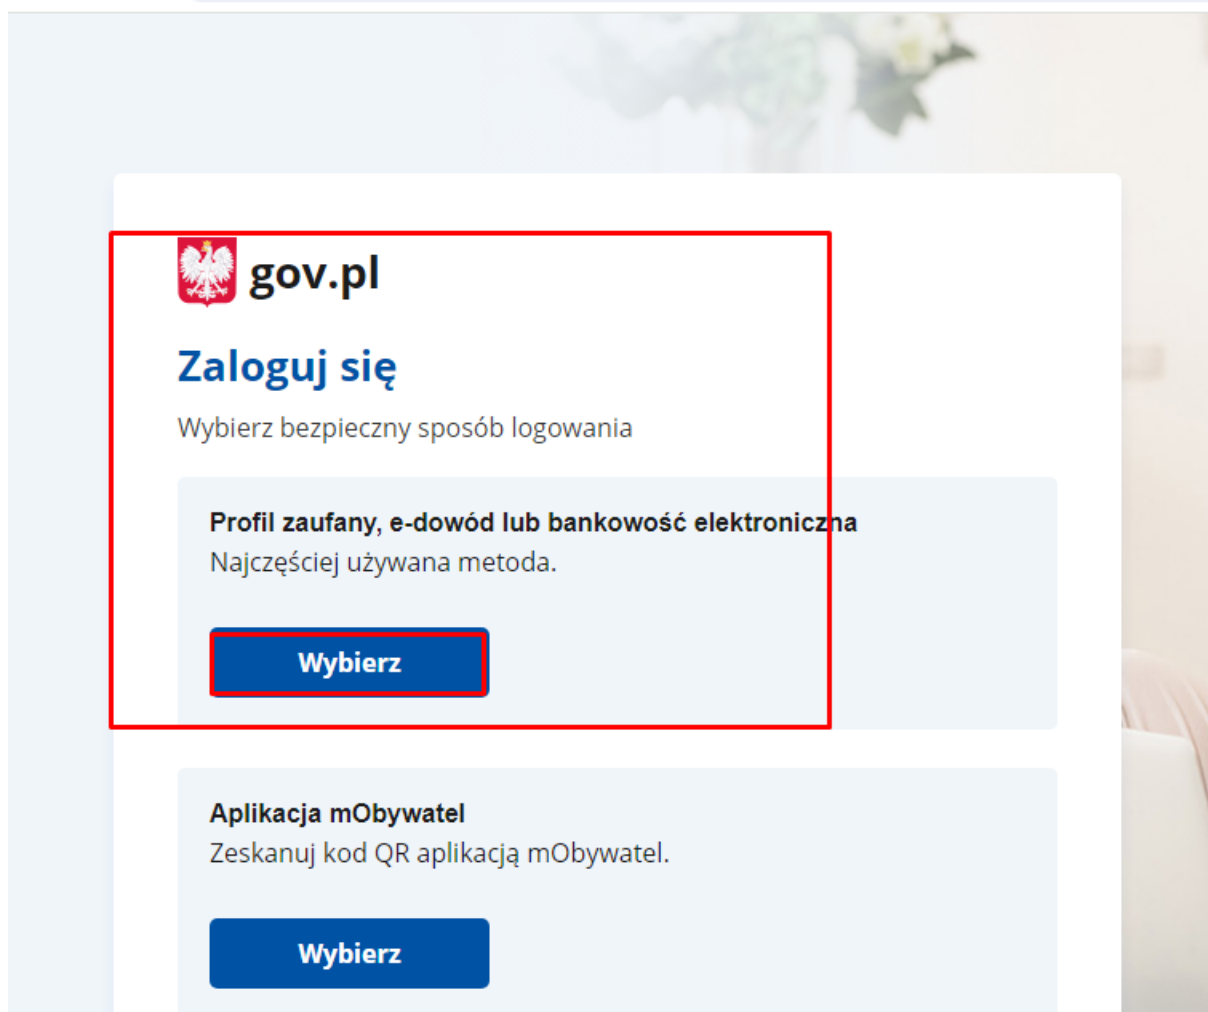 gov.pl
Zaloguj się
Wybierz bezpieczny sposób logowania
Profil zaufany, e-dowód lub bankowość elektroniczna
Najczęściej używana metoda.
Wybierz
Aplikacja mObywatel
Zeskanuj kod QR aplikacją mObywatel.
Wybierz